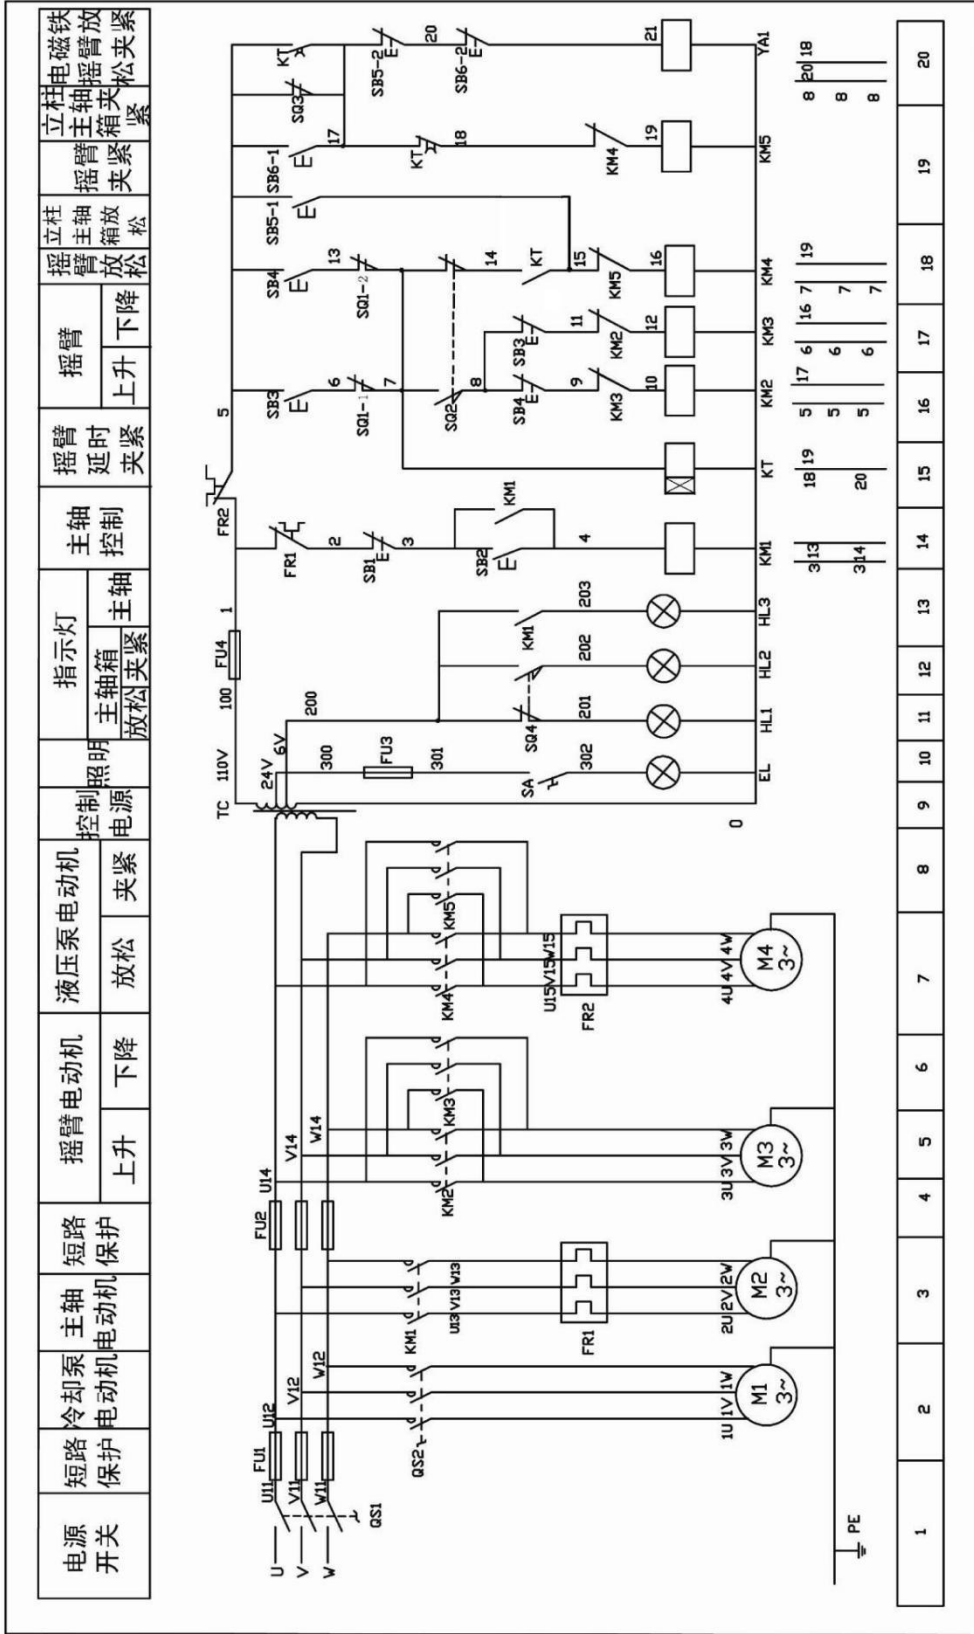 电源
开关
短路
保护
冷却泵
电动机
主轴
电动机
短路
保护
摇臂电动机
上升
下降
液压泵电动机
放松
夹紧
控制
电源
照明
指示灯
主轴箱
放松
夹紧
主轴
主轴
控制
摇臂
延时
夹紧
摇臂
上升
下降
摇臂
放松
立柱
主轴
箱放
松
摇臂
夹紧
立柱
主轴
箱夹
紧
电磁铁
摇臂放
松夹紧
U
V
W
QS1
U11
V11
W11
FU1
U12
V12
W12
QS2
1U 1V 1W
M1
3~
KM1
U13 V13 W13
FR1
2U 2V 2W
M2
3~
FU2
U14
V14
W14
KM2
KM3
3U 3V 3W
M3
3~
KM4
KM5
U15 V15 W15
FR2
4U 4V 4W
M4
3~
PE
TC
110V
24V
6V
100
FU4
1
200
300
FU3
301
SA
302
EL
0
SQ4
201
HL1
202
HL2
KM1
203
HL3
FR1
2
SB1
3
SB2
KM1
4
KM1
FR2
5
KT
SB3
6
SQ1-1
7
SQ2
8
SB4
9
KM3
10
KM2
SB3
11
KM2
12
KM3
SB4
13
SQ1-2
14
KT
15
KM5
16
KM4
SB5-1
SB6-1
17
KT
18
KM4
19
KM5
SQ3
KT
SB5-2
20
SB6-2
21
YA1
3 13
3 14
18 19
20
5 17
5
5
6 16
6
6
7 19
7
7
8 20 18
8
8
1
2
3
4
5
6
7
8
9
10
11
12
13
14
15
16
17
18
19
20